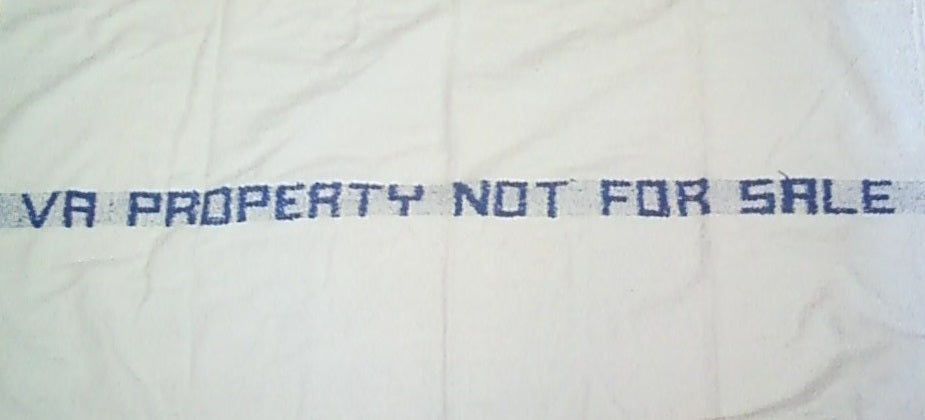 VA PROPERTY NOT FOR SALE